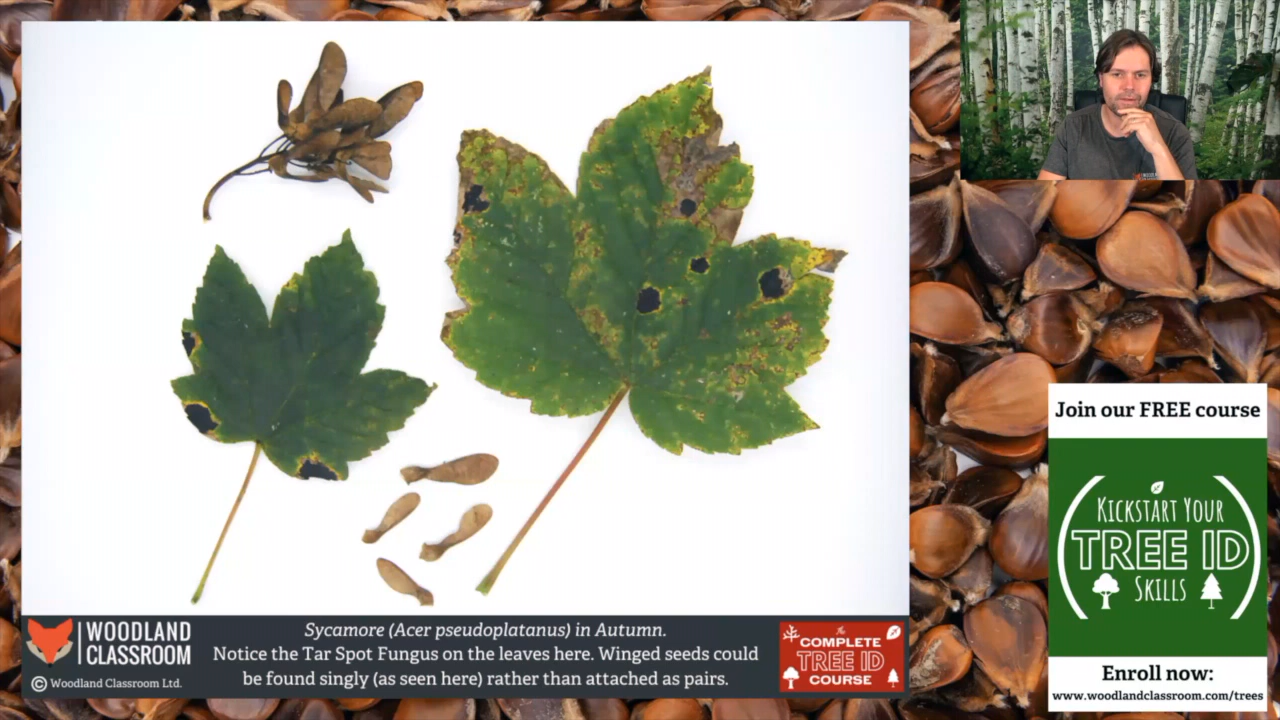 Join our FREE course
KICKSTART YOUR
TREE ID
SKILLS
Enroll now:
www.woodlandclassroom.com/trees
WOODLAND
CLASSROOM
© Woodland Classroom Ltd.
Sycamore (Acer pseudoplatanus) in Autumn.
Notice the Tar Spot Fungus on the leaves here. Winged seeds could
be found singly (as seen here) rather than attached as pairs.
The
COMPLETE
TREE ID
COURSE